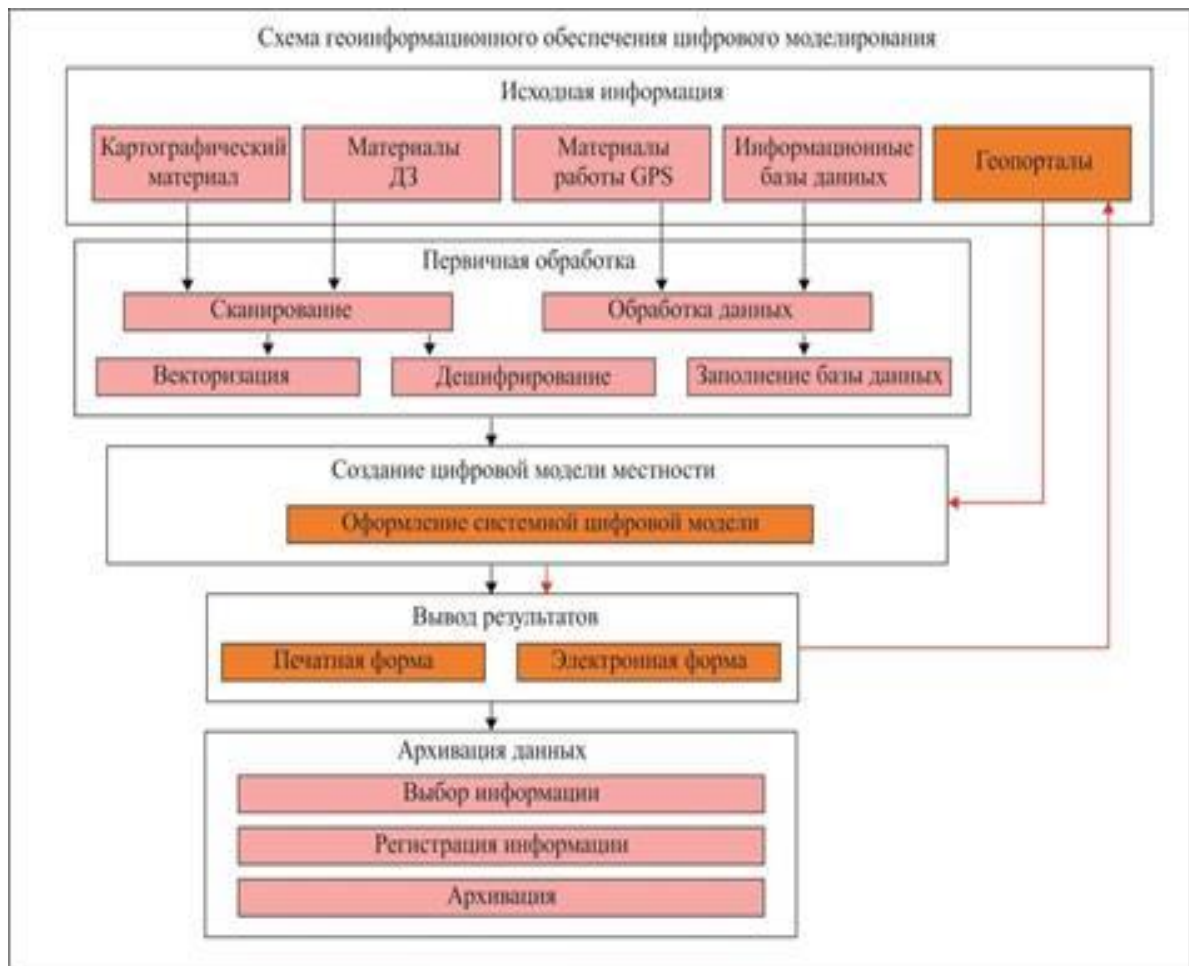 Схема геоинформационного обеспечения цифрового моделирования
Исходная информация
Картографический
материал
Материалы
ДЗ
Материалы
работы GPS
Информационные
базы данных
Геопорталы
Первичная обработка
Сканирование
Обработка данных
Векторизация
Дешифрирование
Заполнение базы данных
Создание цифровой модели местности
Оформление системной цифровой модели
Вывод результатов
Печатная форма
Электронная форма
Архивация данных
Выбор информации
Регистрация информации
Архивация